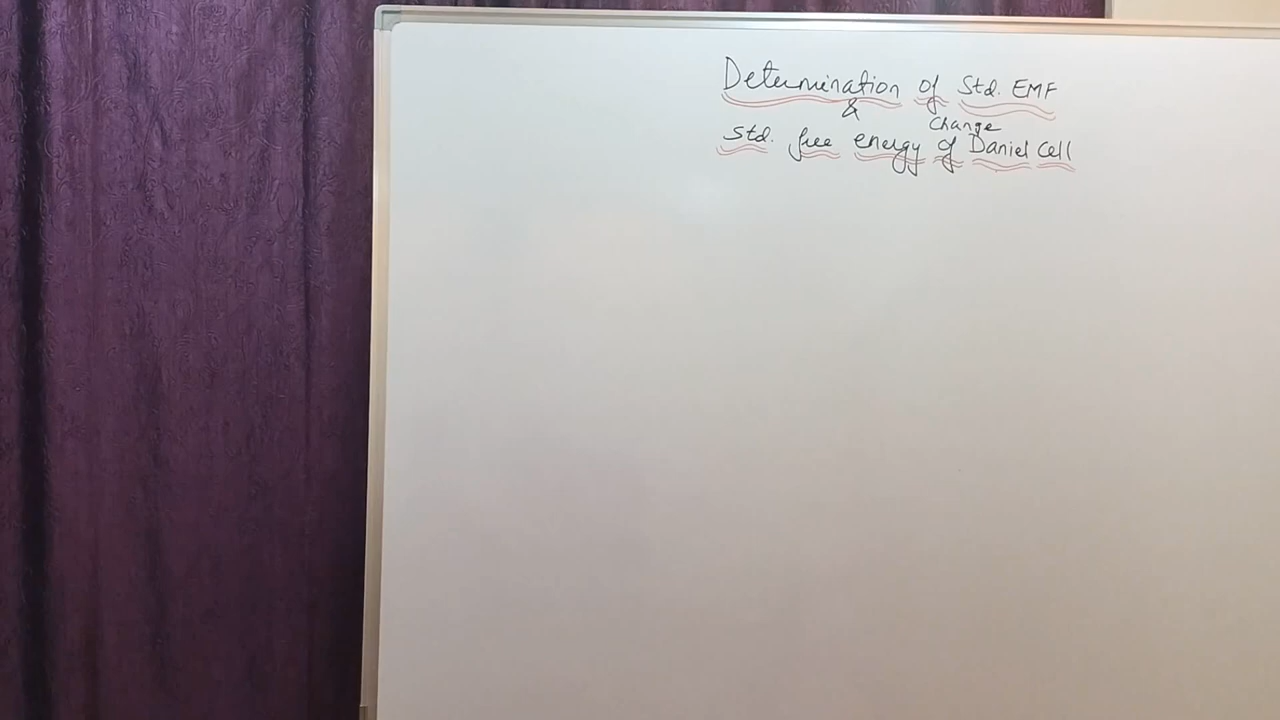 Determination of Std. EMF
&
Change
Std. free energy of Daniel Cell